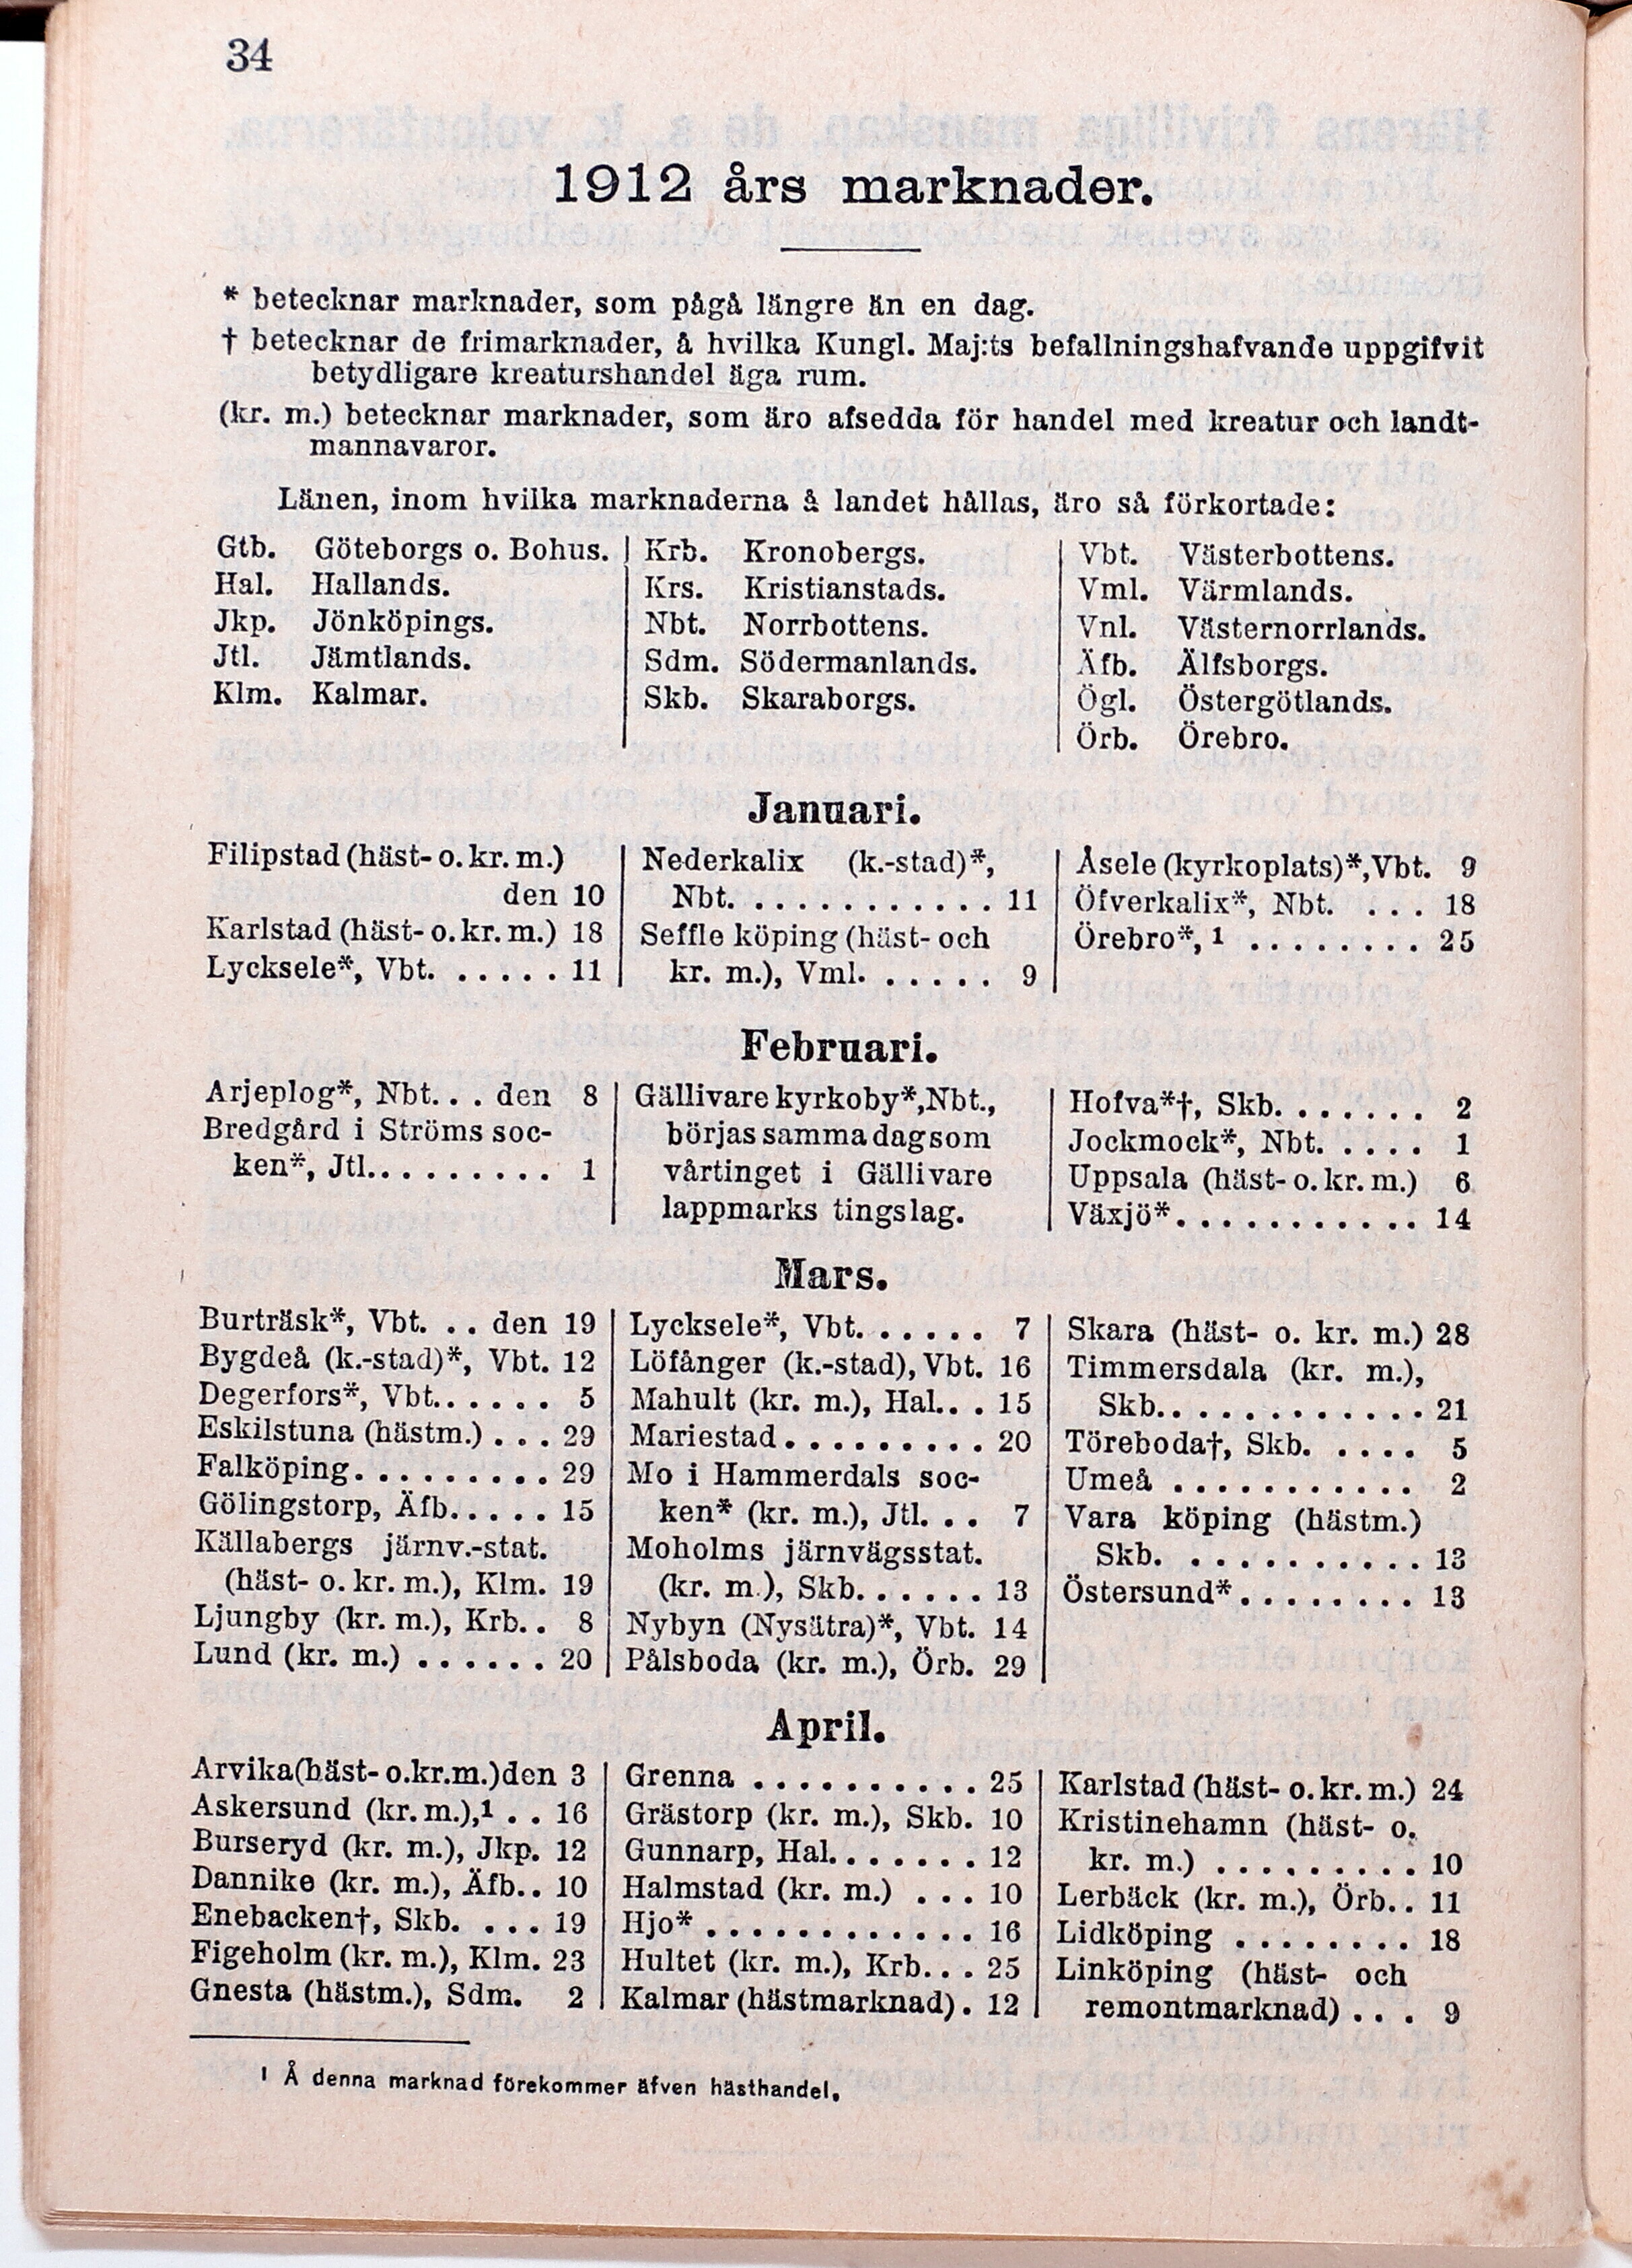 34
1912 års marknader.
* betecknar marknader, som pågå längre än en dag.
† betecknar de frimarknader, å hvilka Kungl. Maj:ts befallningshafvande uppgifvit
betydligare kreaturshandel äga rum.
(kr. m.) betecknar marknader, som äro afsedda för handel med kreatur och landt-
mannavaror.
Länen, inom hvilka marknaderna å landet hållas, äro så förkortade:
Gtb. Göteborgs o. Bohus.
Hal. Hallands.
Jkp. Jönköpings.
Jtl. Jämtlands.
Klm. Kalmar.
Krb. Kronobergs.
Krs. Kristianstads.
Nbt. Norrbottens.
Sdm. Södermanlands.
Skb. Skaraborgs.
Vbt. Västerbottens.
Vml. Värmlands.
Vnl. Västernorrlands.
Äfb. Älfsborgs.
Ögl. Östergötlands.
Örb. Örebro.
Januari.
Filipstad (häst- o. kr. m.)
den 10
Karlstad (häst- o. kr. m.) 18
Lycksele*, Vbt. . . . . . 11
Nederkalix (k.-stad)*,
Nbt. . . . . . . . . . . . 11
Seffle köping (häst- och
kr. m.), Vml. . . . . . 9
Åsele (kyrkoplats)*, Vbt. 9
Öfverkalix*, Nbt. . . . 18
Örebro*, 1 . . . . . . . . 25
Februari.
Arjeplog*, Nbt. . . den 8
Bredgård i Ströms soc-
ken*, Jtl. . . . . . . . . 1
Gällivare kyrkoby*, Nbt.,
börjas samma dag som
vårtinget i Gällivare
lappmarks tingslag.
Hofva*†, Skb. . . . . . . 2
Jockmock*, Nbt. . . . . 1
Uppsala (häst- o. kr. m.) 6
Växjö* . . . . . . . . . . . 14
Mars.
Burträsk*, Vbt. . . den 19
Bygdeå (k.-stad)*, Vbt. 12
Degerfors*, Vbt. . . . . . 5
Eskilstuna (hästm.) . . . 29
Falköping. . . . . . . . . 29
Gölingstorp, Äfb. . . . . 15
Källabergs järnv.-stat.
(häst- o. kr. m.), Klm. 19
Ljungby (kr. m.), Krb. . 8
Lund (kr. m.) . . . . . . 20
Lycksele*, Vbt. . . . . . 7
Löfånger (k.-stad), Vbt. 16
Mahult (kr. m.), Hal. . . 15
Mariestad . . . . . . . . . 20
Mo i Hammerdals soc-
ken* (kr. m.), Jtl. . . 7
Moholms järnvägsstat.
(kr. m.), Skb. . . . . . 13
Nybyn (Nysätra)*, Vbt. 14
Pålsboda (kr. m.), Örb. 29
Skara (häst- o. kr. m.) 28
Timmersdala (kr. m.),
Skb. . . . . . . . . . . . 21
Töreboda†, Skb. . . . . 5
Umeå . . . . . . . . . . . 2
Vara köping (hästm.)
Skb. . . . . . . . . . . 13
Östersund* . . . . . . . . 13
April.
Arvika (häst- o. kr. m.) den 3
Askersund (kr. m.),1 . . 16
Burseryd (kr. m.), Jkp. 12
Dannike (kr. m.), Äfb. . 10
Enebacken†, Skb. . . . 19
Figeholm (kr. m.), Klm. 23
Gnesta (hästm.), Sdm. 2
Grenna . . . . . . . . . . 25
Grästorp (kr. m.), Skb. 10
Gunnarp, Hal. . . . . . . 12
Halmstad (kr. m.) . . . 10
Hjo* . . . . . . . . . . . . 16
Hultet (kr. m.), Krb. . . 25
Kalmar (hästmarknad) . 12
Karlstad (häst- o. kr. m.) 24
Kristinehamn (häst- o.
kr. m.) . . . . . . . . . 10
Lerbäck (kr. m.), Örb. . 11
Lidköping . . . . . . . . 18
Linköping (häst- och
remontmarknad) . . . 9
1 Å denna marknad förekommer äfven hästhandel.